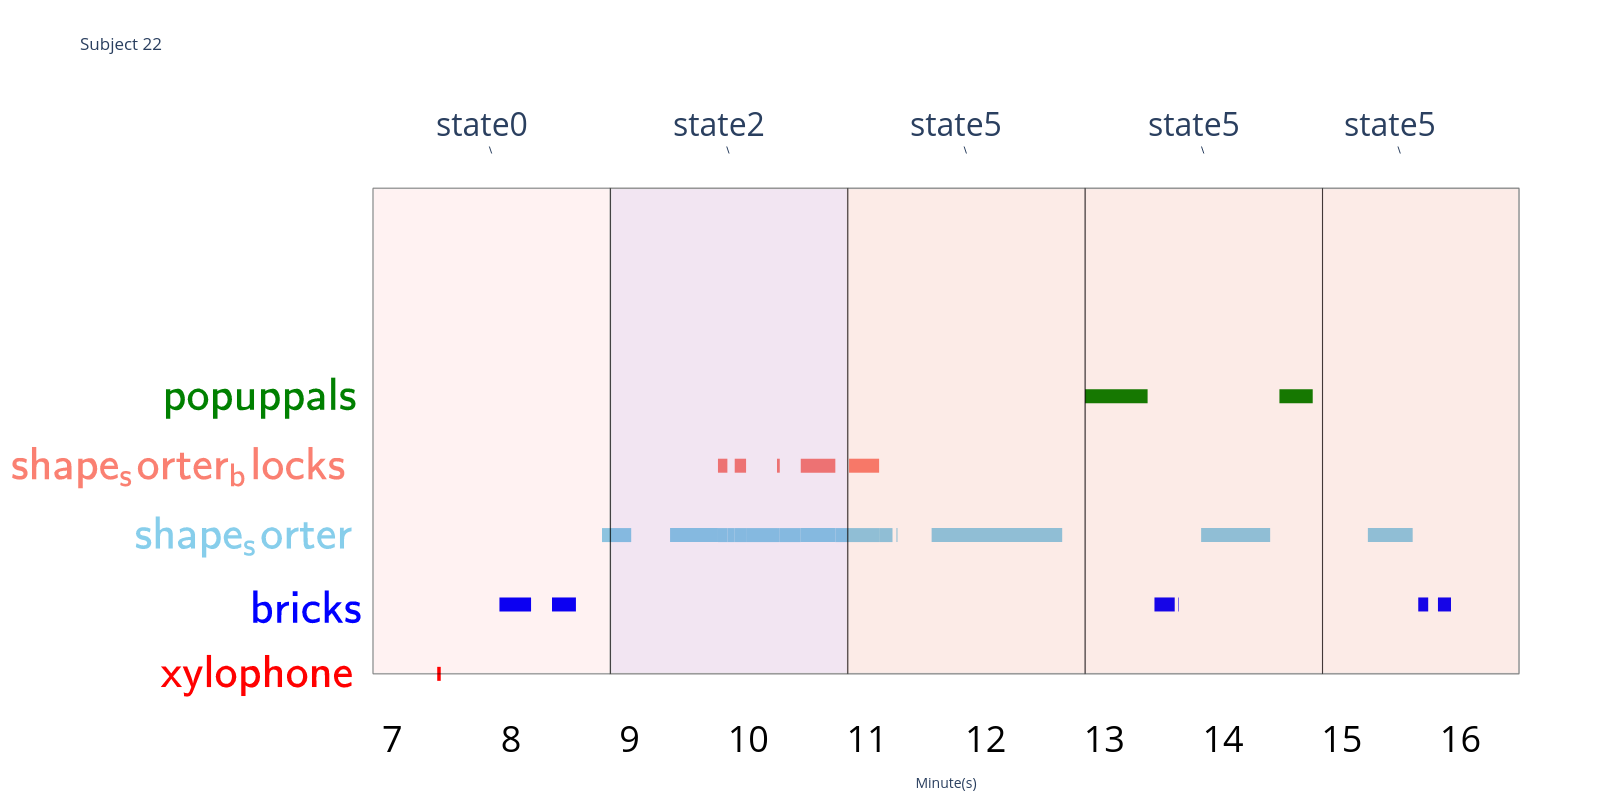 Subject 22
state0 state2 state5 state5 state5
popuppals
shapesorterblocks
shapesorter
bricks
xylophone
7 8 9 10 11 12 13 14 15 16
Minute(s)